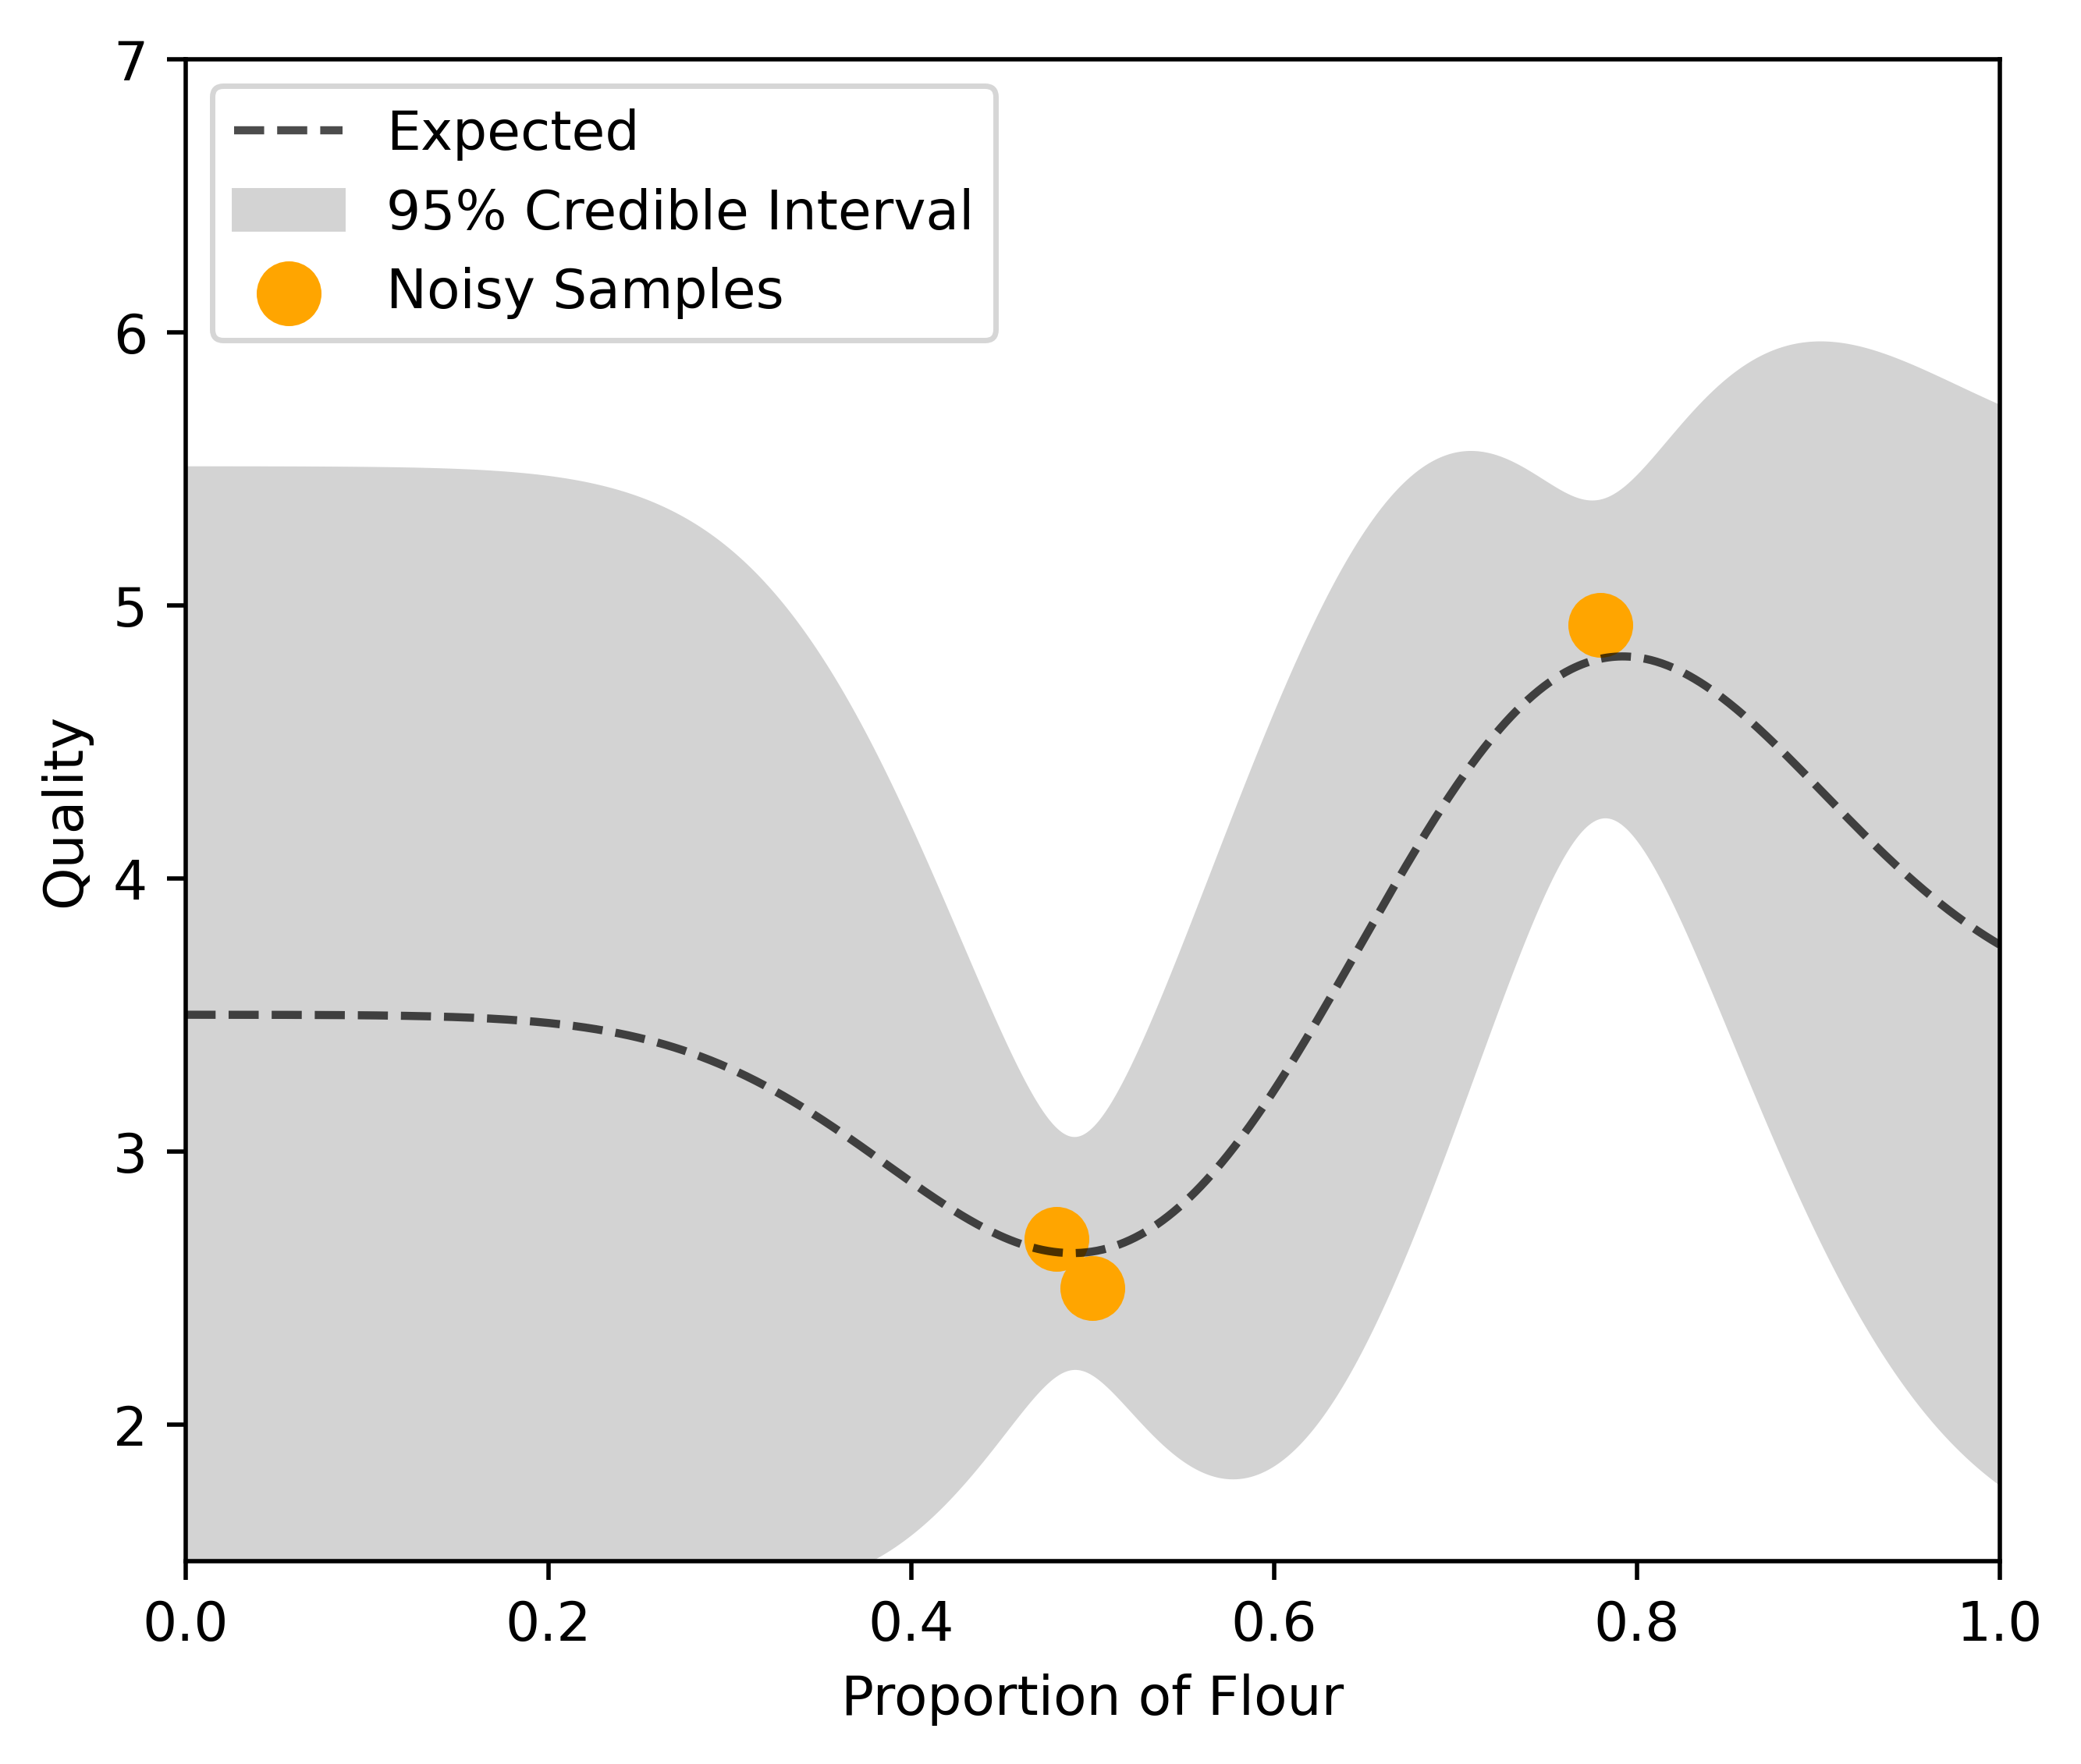 7
Expected
95% Credible Interval
Noisy Samples
6
5
Quality
4
3
2
0.0 0.2 0.4 0.6 0.8 1.0
Proportion of Flour